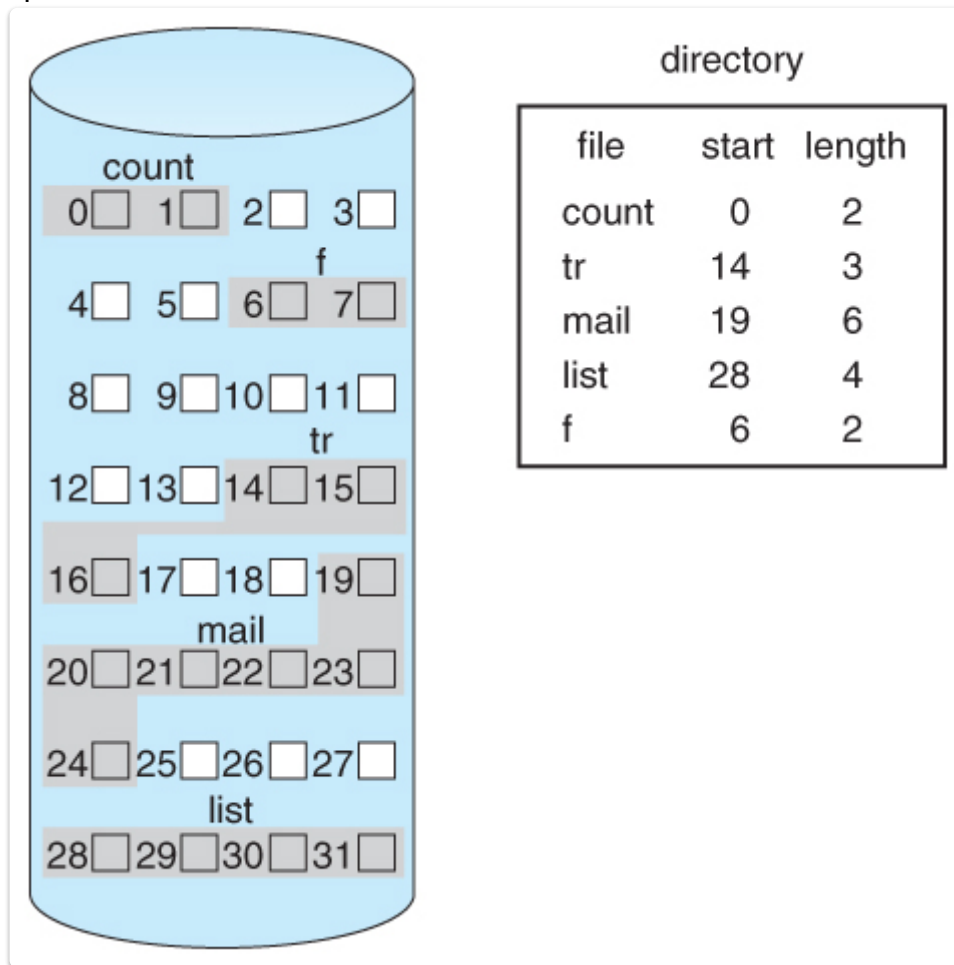 directory
file start length
count 0 2
tr 14 3
mail 19 6
list 28 4
f 6 2
count
0 1 2 3
f
4 5 6 7
8 9 10 11
tr
12 13 14 15
16 17 18 19
mail
20 21 22 23
24 25 26 27
list
28 29 30 31